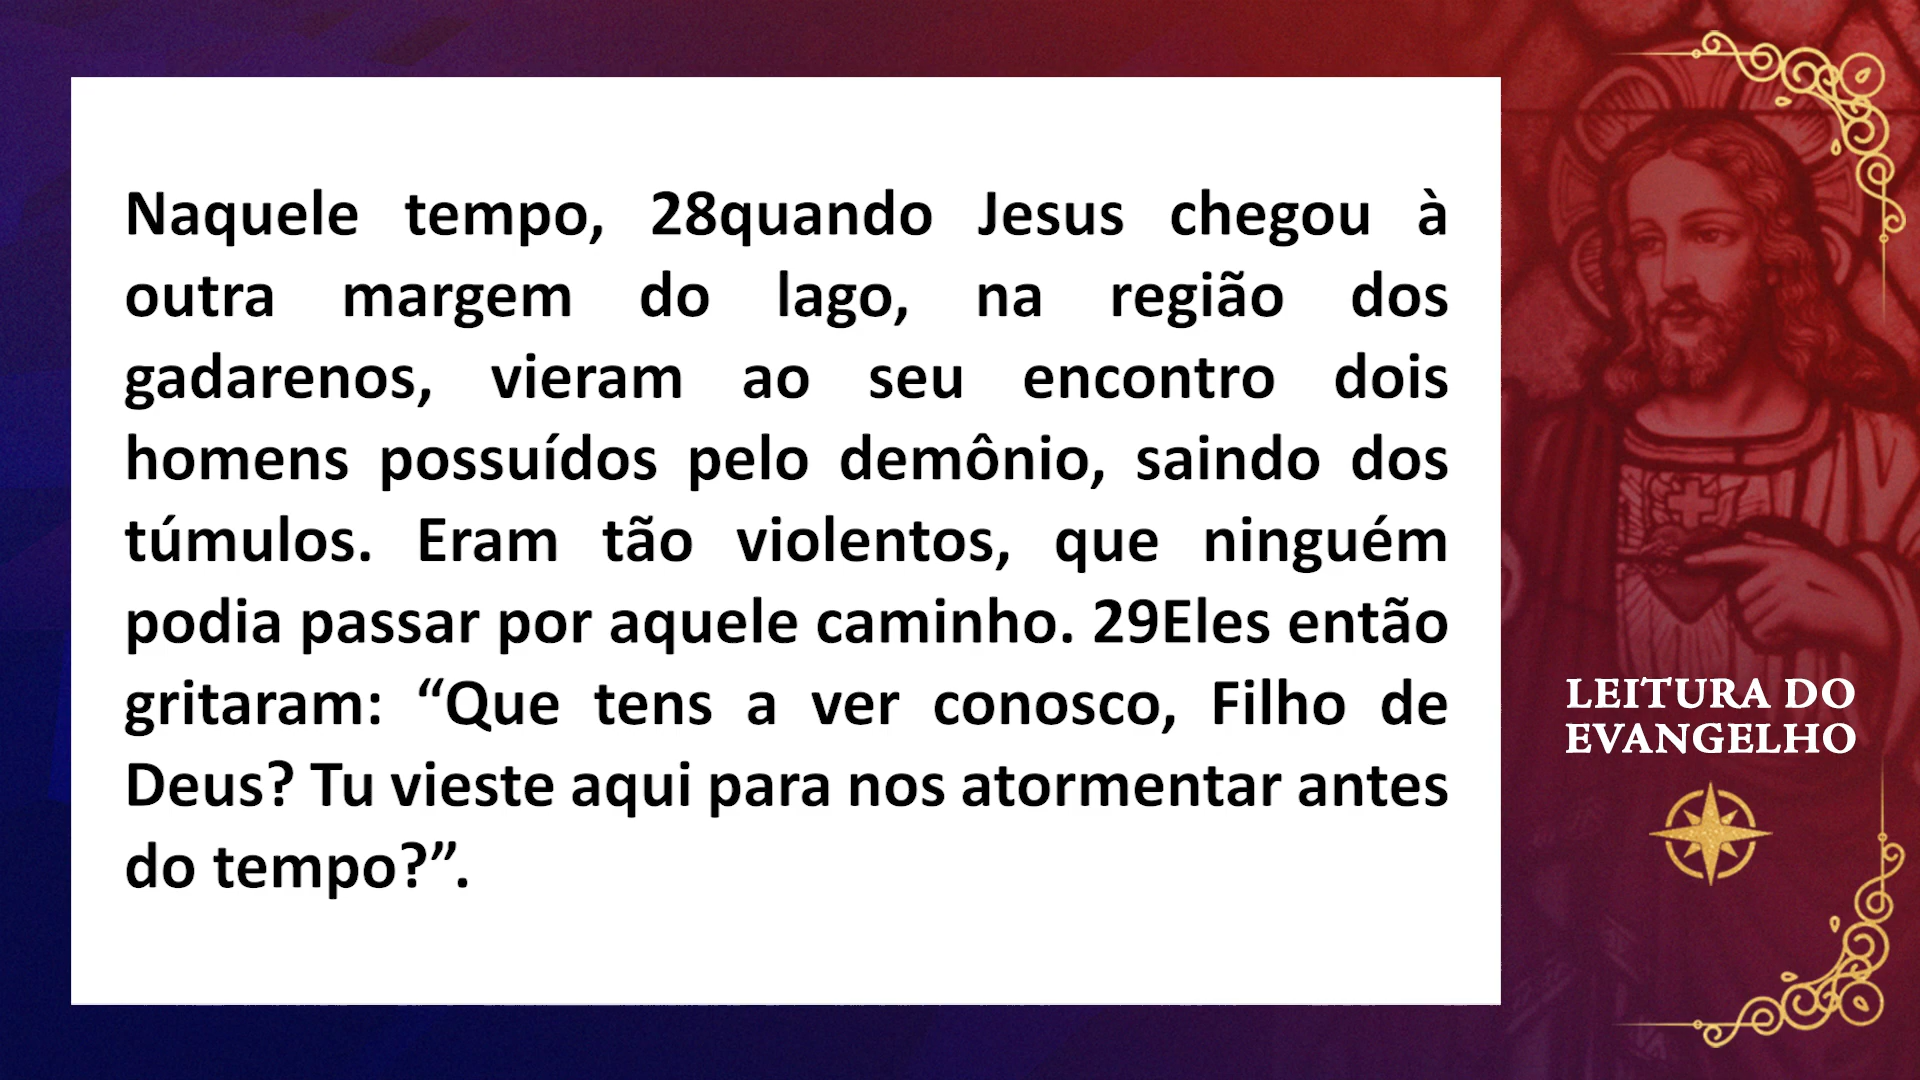 Naquele tempo, 28quando Jesus chegou à
outra margem do lago, na região dos
gadarenos, vieram ao seu encontro dois
homens possuídos pelo demônio, saindo dos
túmulos. Eram tão violentos, que ninguém
podia passar por aquele caminho. 29Eles então
gritaram: “Que tens a ver conosco, Filho de
Deus? Tu vieste aqui para nos atormentar antes
do tempo?”.
LEITURA DO
EVANGELHO